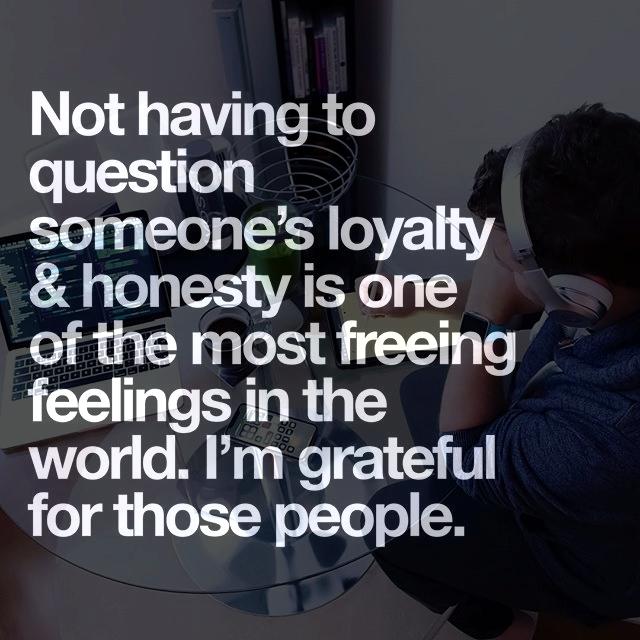 Not having to
question
someone's loyalty
& honesty is one
of the most freeing
feelings in the
world. I'm grateful
for those people.